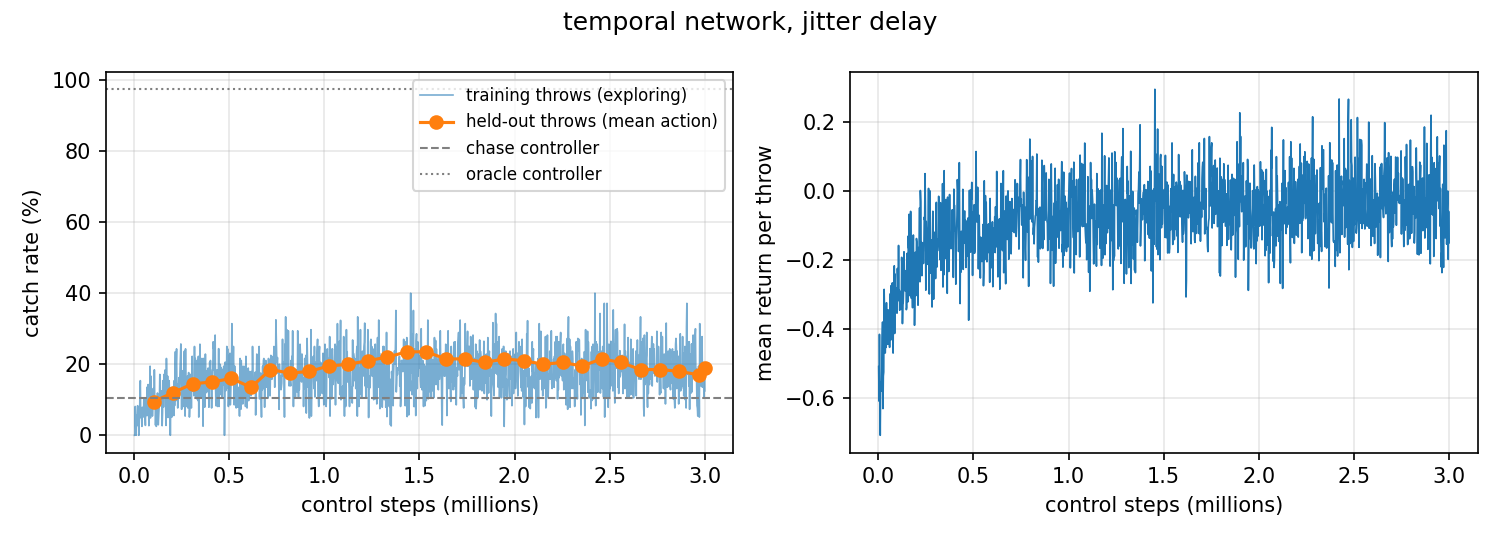 temporal network, jitter delay
catch rate (%)
100
80
60
40
20
0
training throws (exploring)
held-out throws (mean action)
chase controller
oracle controller
0.0 0.5 1.0 1.5 2.0 2.5 3.0
control steps (millions)
mean return per throw
0.2
0.0
−0.2
−0.4
−0.6
0.0 0.5 1.0 1.5 2.0 2.5 3.0
control steps (millions)